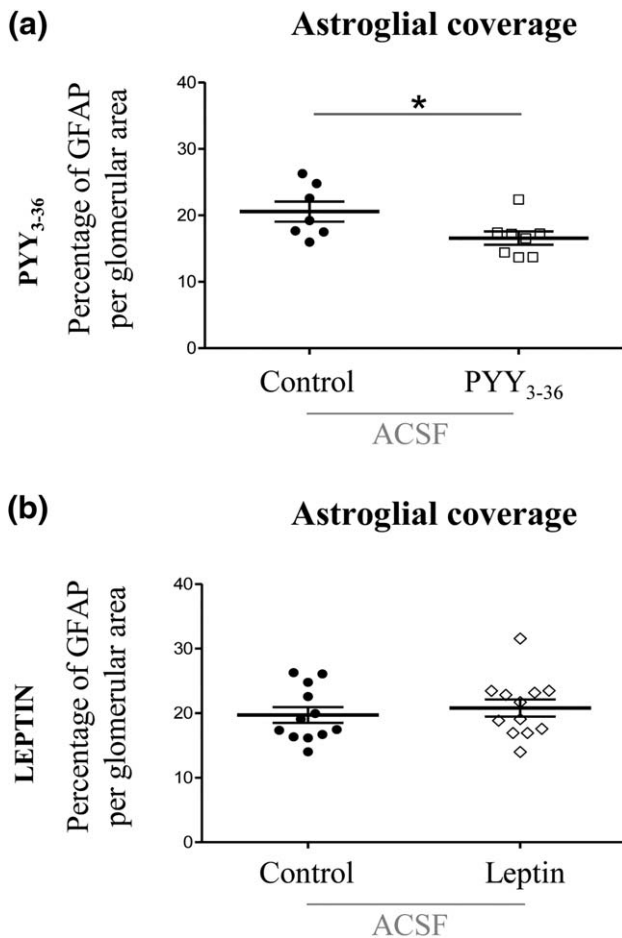 (a)
Astroglial coverage
PYY3-36
Percentage of GFAP
per glomerular area
40
30
20
10
0
*
Control
PYY3-36
ACSF
(b)
Astroglial coverage
LEPTIN
Percentage of GFAP
per glomerular area
40
30
20
10
0
Control
Leptin
ACSF